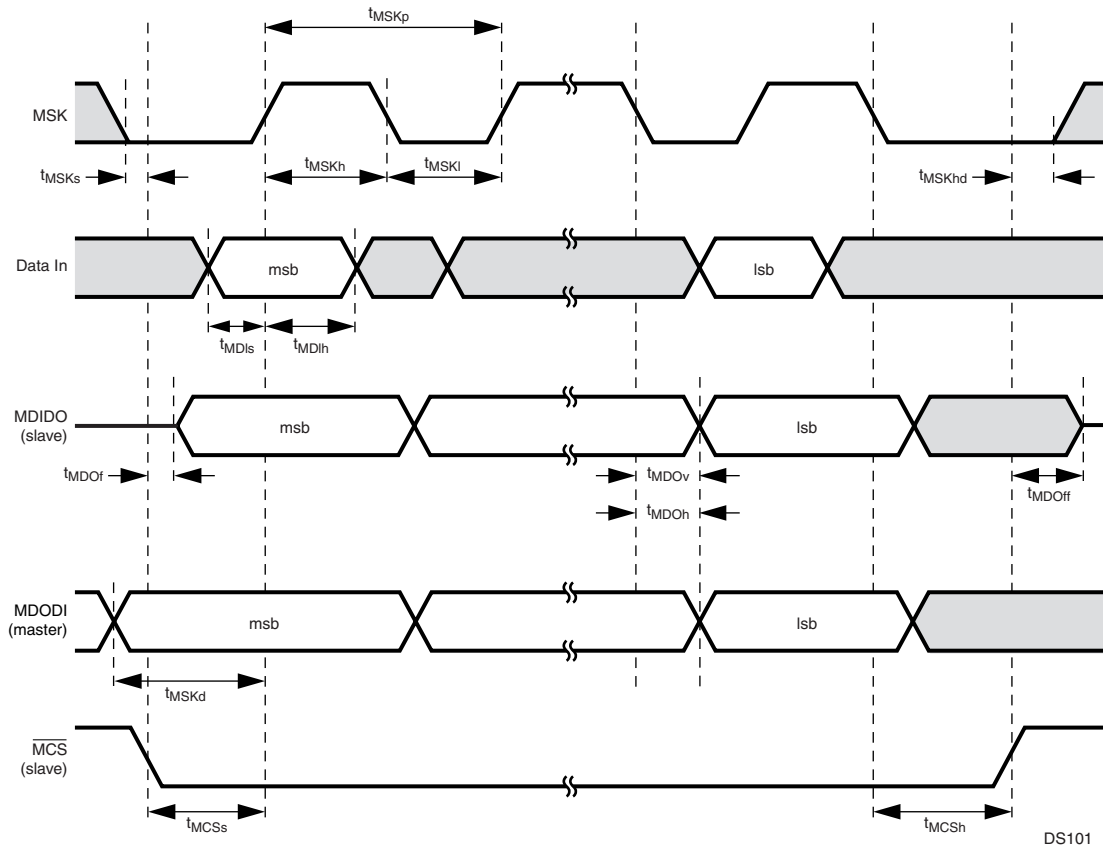 tMSKp
MSK
tMSKs
tMSKh
tMSKl
tMSKhd
Data In
msb
lsb
tMDIs
tMDIh
MDIDO
(slave)
msb
lsb
tMDOf
tMDOv
tMDOff
tMDOh
MDODI
(master)
msb
lsb
tMSKd
MCS
(slave)
tMCSs
tMCSh
DS101